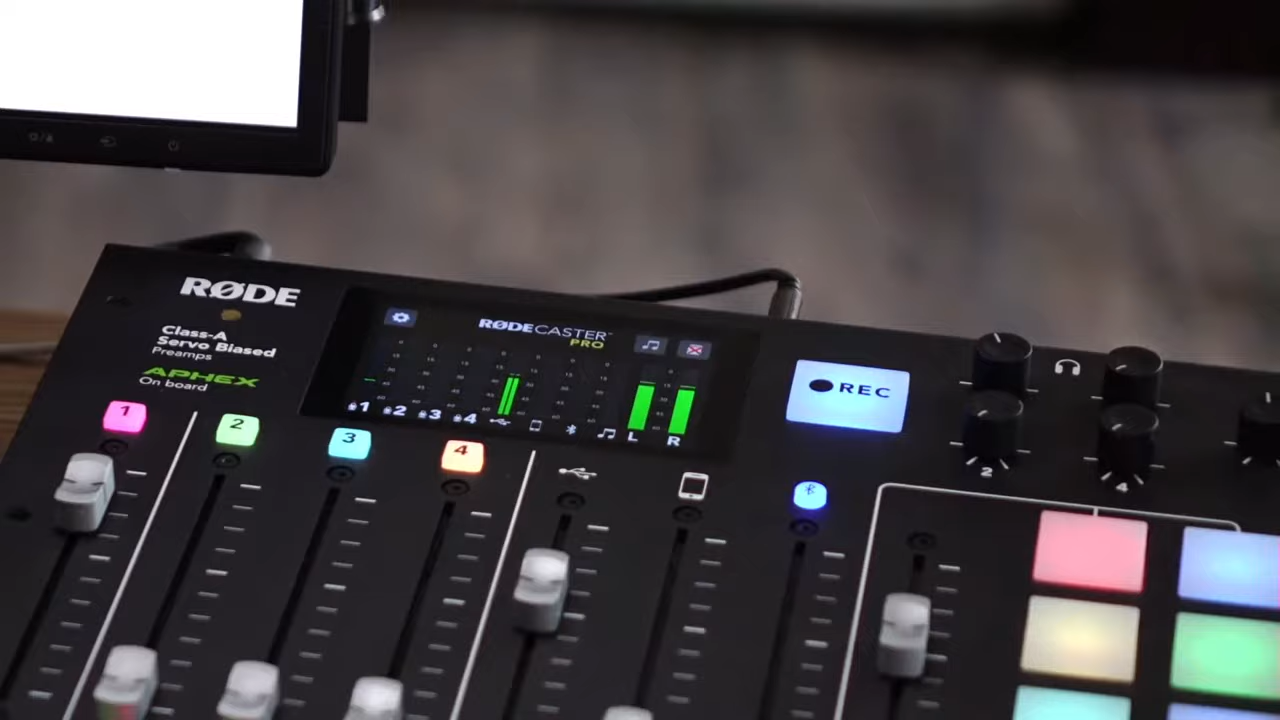 RØDE
Class-A
Servo Biased
Preamps
APHEX
On board
RØDECASTER™
PRO
1 2 3 4 L R
REC
1
2
3
4
2
4